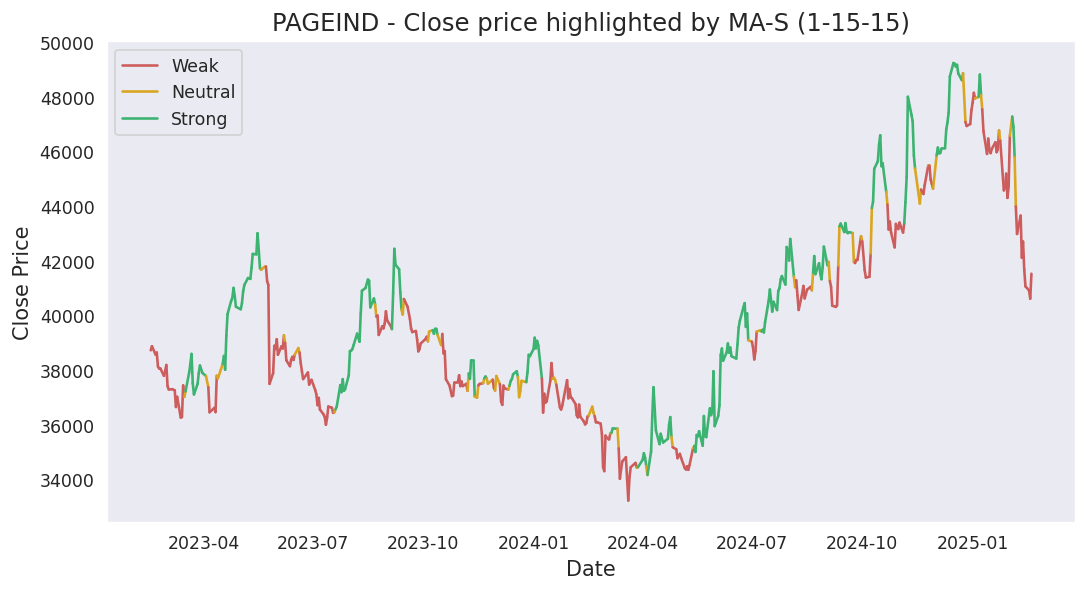 PAGEIND - Close price highlighted by MA-S (1-15-15)
50000
48000
46000
44000
42000
40000
38000
36000
34000
Close Price
Weak
Neutral
Strong
2023-04 2023-07 2023-10 2024-01 2024-04 2024-07 2024-10 2025-01
Date